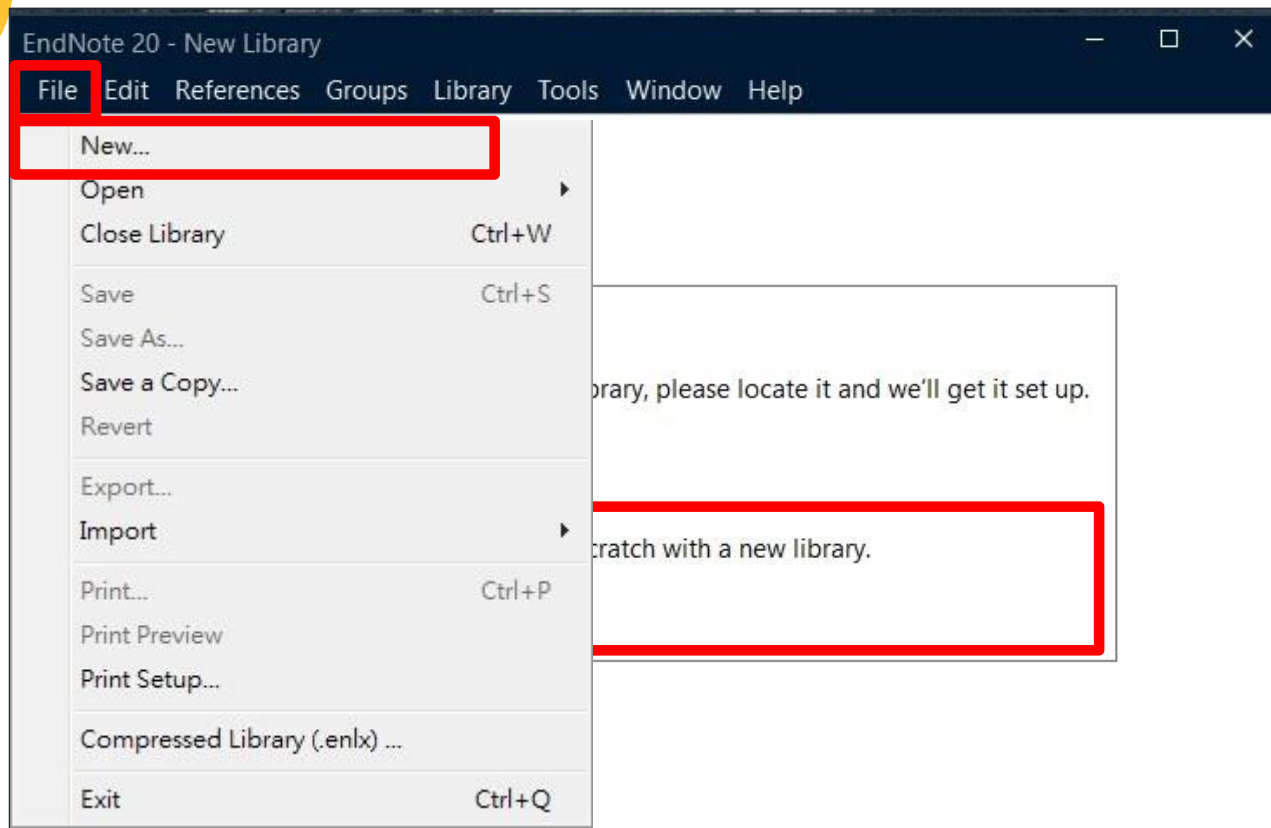 EndNote 20 - New Library
File Edit References Groups Library Tools Window Help
New...
Open
Close Library Ctrl+W
Save Ctrl+S
Save As...
Save a Copy...
Revert
Export...
Import
Print... Ctrl+P
Print Preview
Print Setup...
Compressed Library (.enlx) ...
Exit Ctrl+Q
please locate it and we'll get it set up.
with a new library.